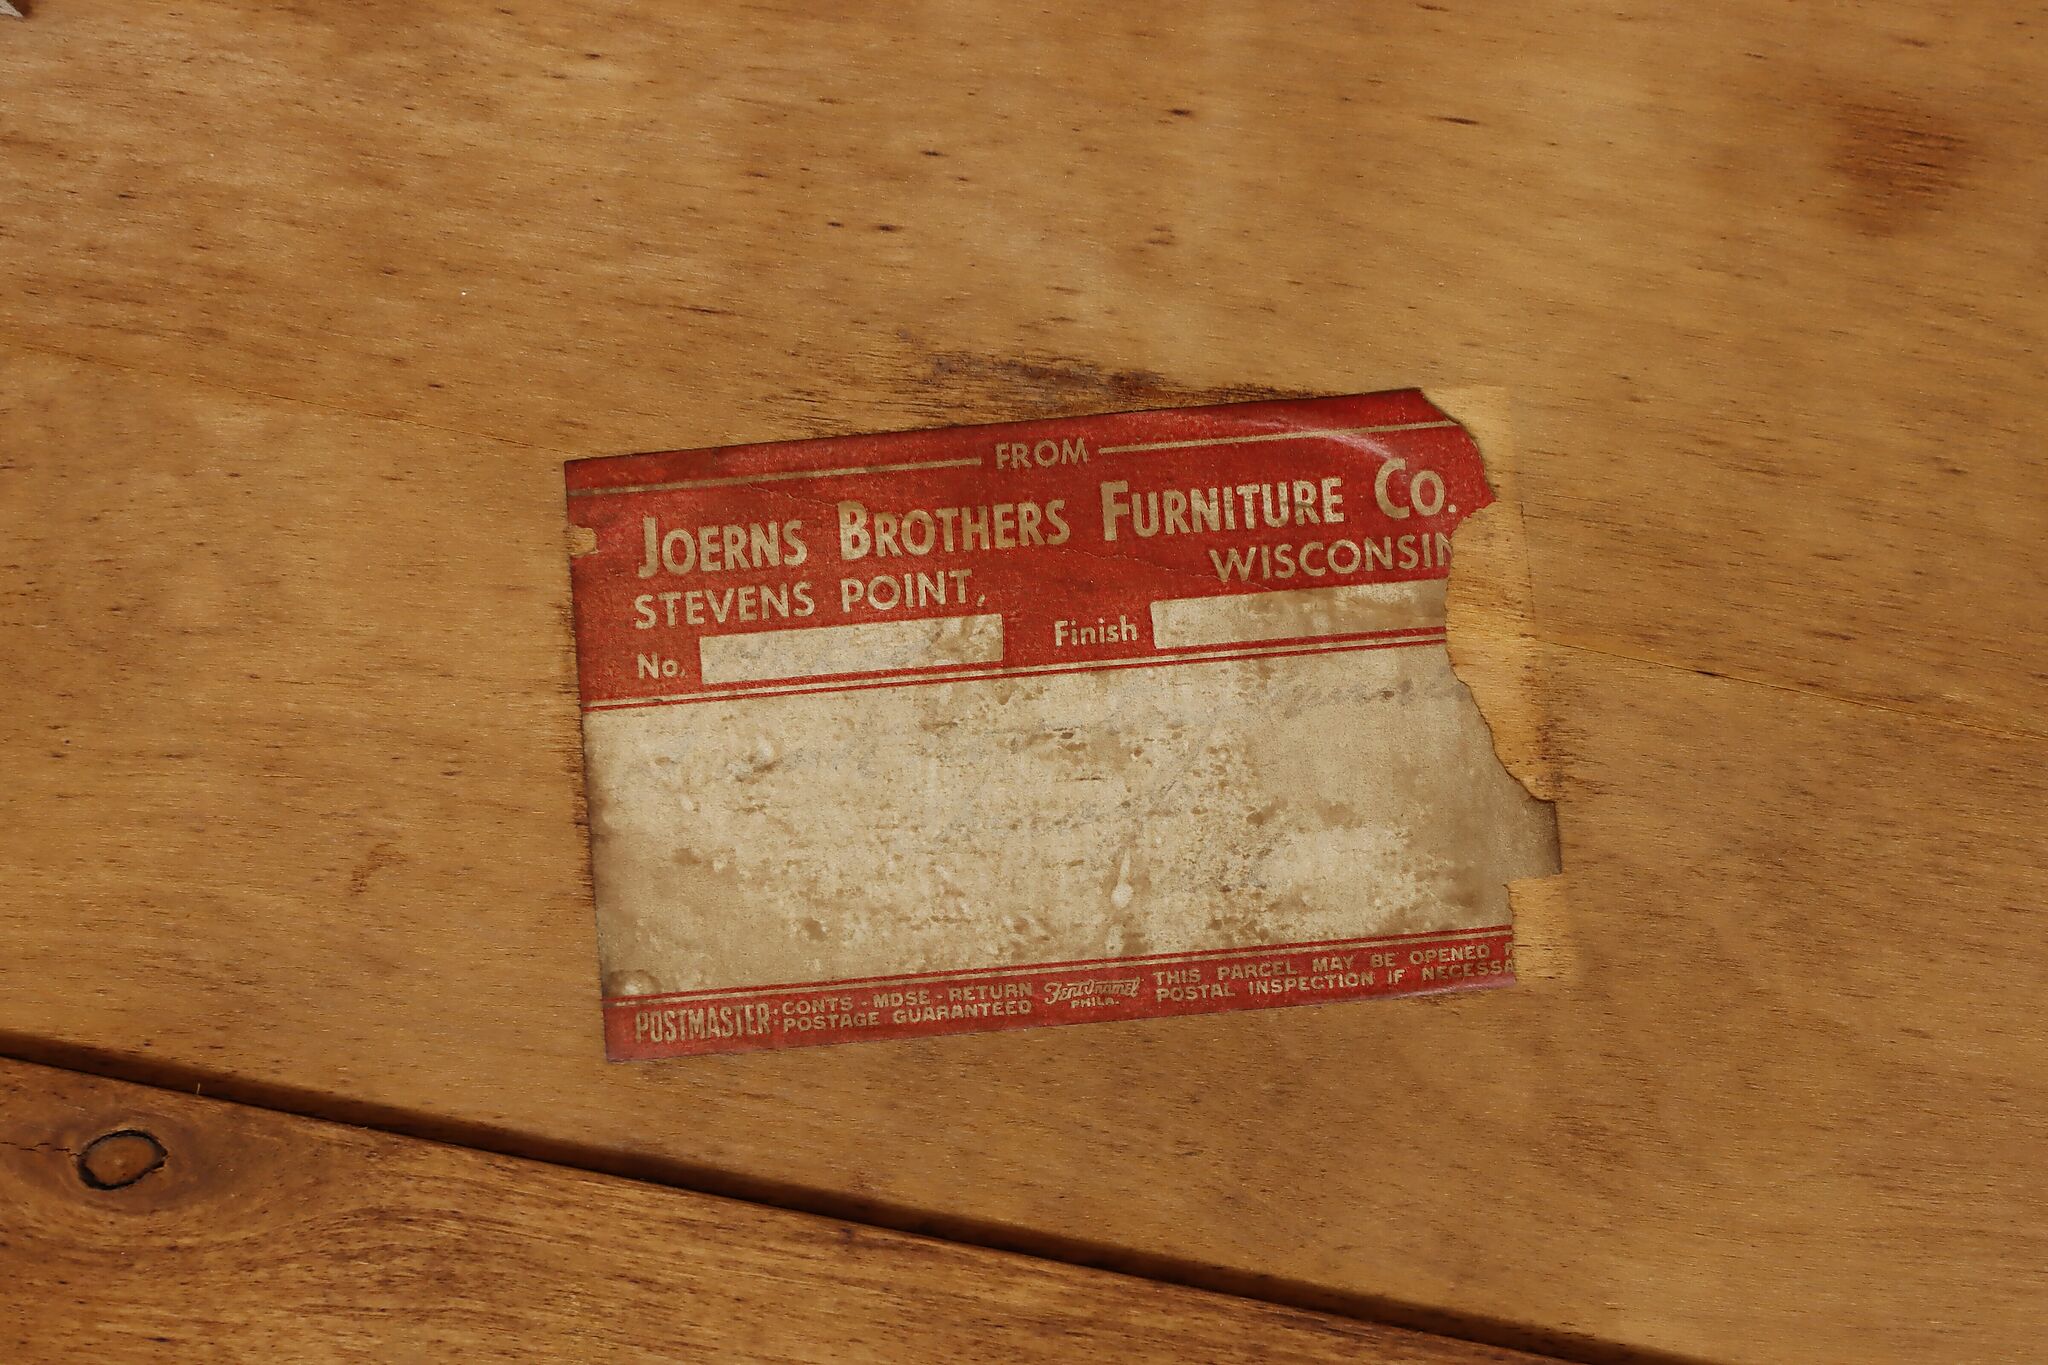 FROM
JOERNS BROTHERS FURNITURE CO.
STEVENS POINT, WISCONSIN
No. Finish
POSTMASTER: CONTS - MDSE - RETURN
POSTAGE GUARANTEED
PHILA.
THIS PARCEL MAY BE OPENED
POSTAL INSPECTION IF NECESSA